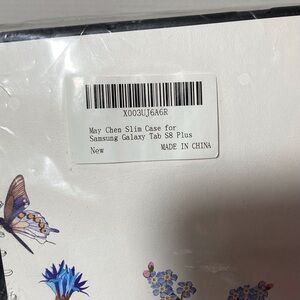 X003UJ6A6R
May Chen Slim Case for
Samsung Galaxy Tab S8 Plus
New MADE IN CHINA